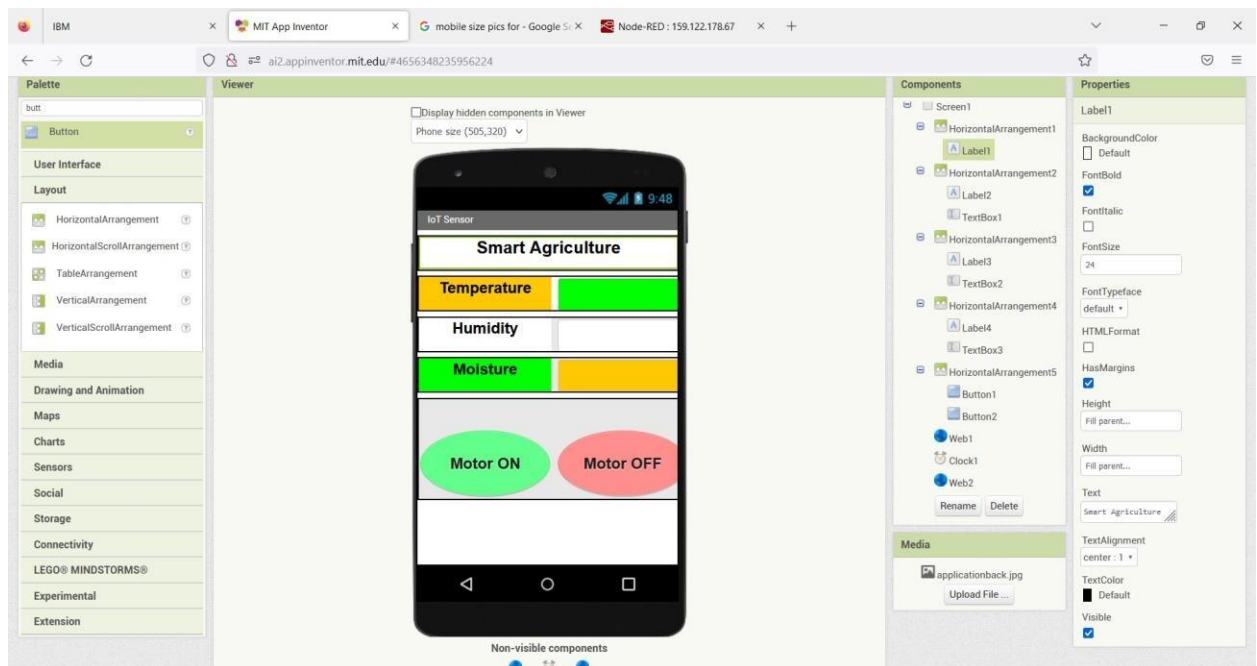 IBM
MIT App Inventor
mobile size pics for - Google Se
Node-RED : 159.122.178.67
ai2.appinventor.mit.edu/#4656348235956224
Palette
butt
Button
User Interface
Layout
HorizontalArrangement
HorizontalScrollArrangement
TableArrangement
VerticalArrangement
VerticalScrollArrangement
Media
Drawing and Animation
Maps
Charts
Sensors
Social
Storage
Connectivity
LEGO® MINDSTORMS®
Experimental
Extension
Viewer
Display hidden components in Viewer
Phone size (505,320)
9:48
IoT Sensor
Smart Agriculture
Temperature
Humidity
Moisture
Motor ON Motor OFF
Non-visible components
Components
Screen1
HorizontalArrangement1
Label1
HorizontalArrangement2
Label2
TextBox1
HorizontalArrangement3
Label3
TextBox2
HorizontalArrangement4
Label4
TextBox3
HorizontalArrangement5
Button1
Button2
Web1
Clock1
Web2
Rename Delete
Media
applicationback.jpg
Upload File ...
Properties
Label1
BackgroundColor
Default
FontBold
FontItalic
FontSize
24
FontTypeface
default
HTMLFormat
HasMargins
Height
Fill parent...
Width
Fill parent...
Text
Smart Agriculture
TextAlignment
center : 1
TextColor
Default
Visible